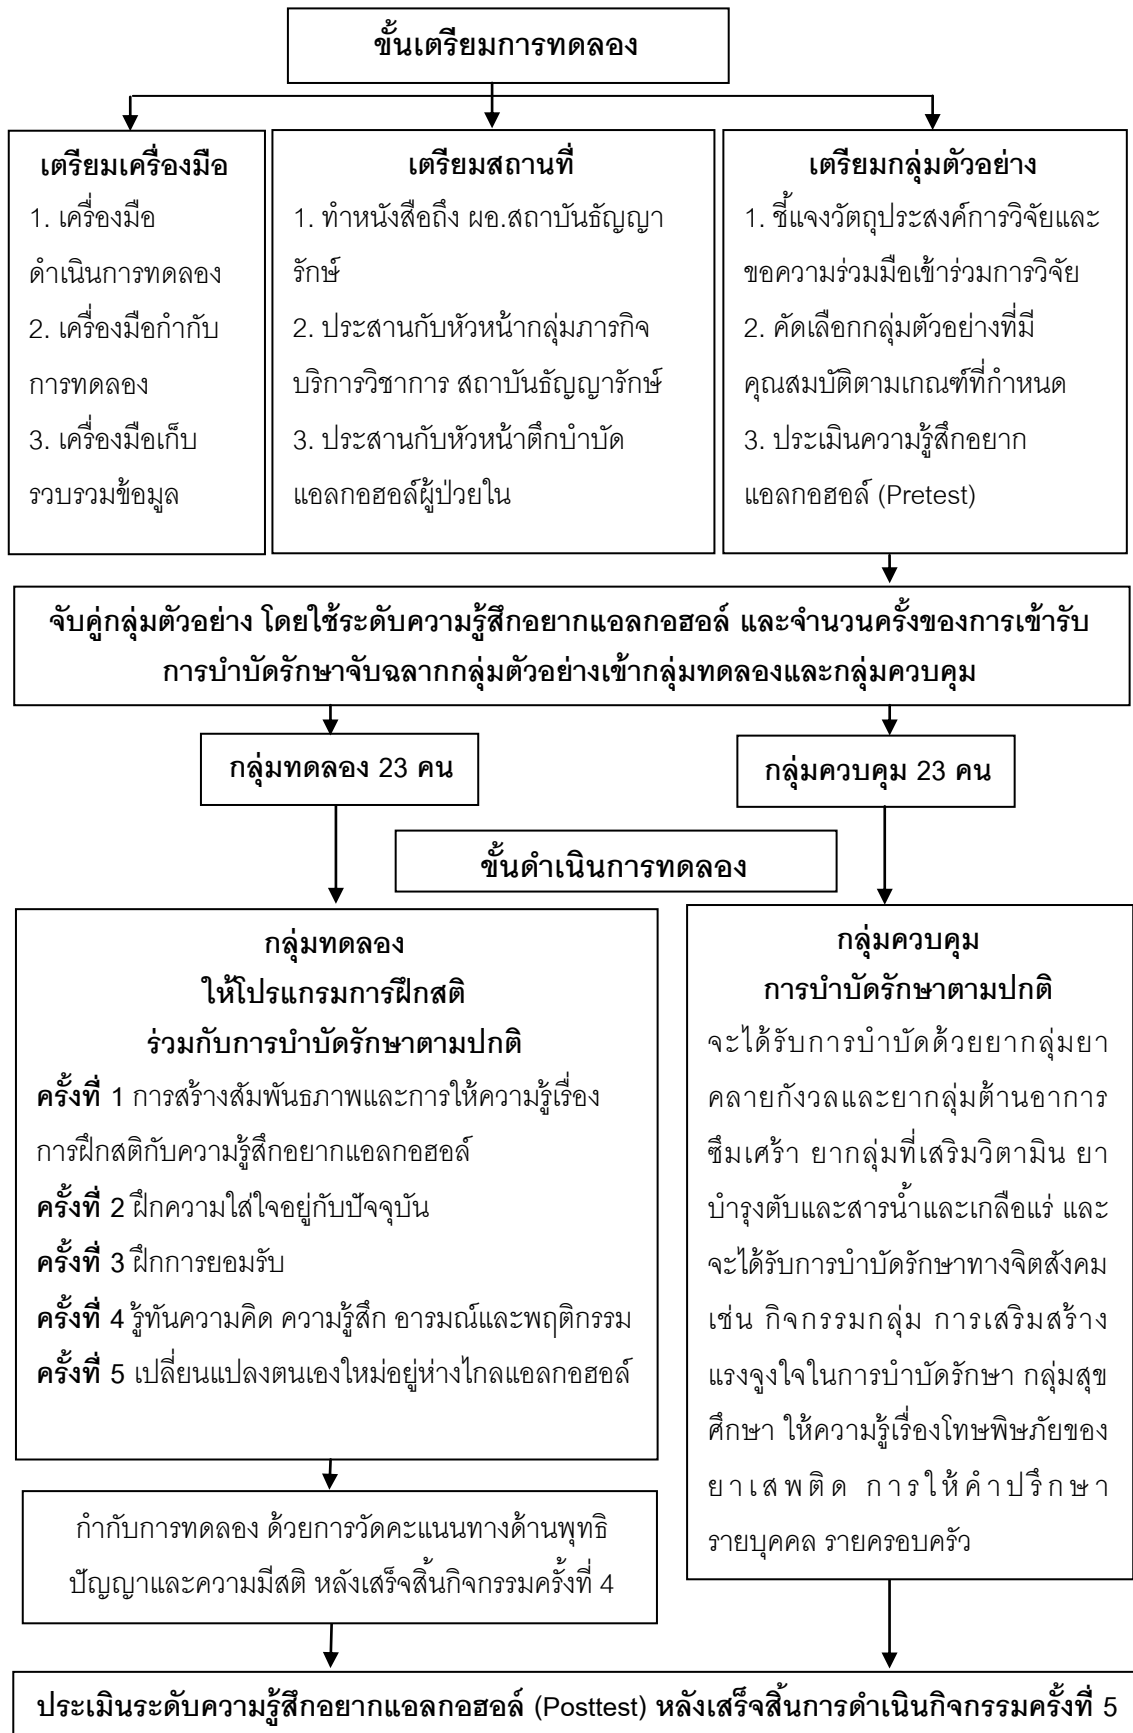 ขั้นเตรียมการทดลอง
เตรียมเครื่องมือ
1. เครื่องมือ
ดำเนินการทดลอง
2. เครื่องมือกำกับ
การทดลอง
3. เครื่องมือเก็บ
รวบรวมข้อมูล
เตรียมสถานที่
1. ทำหนังสือถึง ผอ.สถาบันธัญญา
รักษ์
2. ประสานกับหัวหน้ากลุ่มภารกิจ
บริการวิชาการ สถาบันธัญญารักษ์
3. ประสานกับหัวหน้าตึกบำบัด
แอลกอฮอล์ผู้ป่วยใน
เตรียมกลุ่มตัวอย่าง
1. ชี้แจงวัตถุประสงค์การวิจัยและ
ขอความร่วมมือเข้าร่วมการวิจัย
2. คัดเลือกกลุ่มตัวอย่างที่มี
คุณสมบัติตามเกณฑ์ที่กำหนด
3. ประเมินความรู้สึกอยาก
แอลกอฮอล์ (Pretest)
จับคู่กลุ่มตัวอย่าง โดยใช้ระดับความรู้สึกอยากแอลกอฮอล์ และจำนวนครั้งของการเข้ารับ
การบำบัดรักษาจับฉลากกลุ่มตัวอย่างเข้ากลุ่มทดลองและกลุ่มควบคุม
กลุ่มทดลอง 23 คน
กลุ่มควบคุม 23 คน
ขั้นดำเนินการทดลอง
กลุ่มทดลอง
ให้โปรแกรมการฝึกสติ
ร่วมกับการบำบัดรักษาตามปกติ
ครั้งที่ 1 การสร้างสัมพันธภาพและการให้ความรู้เรื่อง
การฝึกสติกับความรู้สึกอยากแอลกอฮอล์
ครั้งที่ 2 ฝึกความใส่ใจอยู่กับปัจจุบัน
ครั้งที่ 3 ฝึกการยอมรับ
ครั้งที่ 4 รู้ทันความคิด ความรู้สึก อารมณ์และพฤติกรรม
ครั้งที่ 5 เปลี่ยนแปลงตนเองใหม่อยู่ห่างไกลแอลกอฮอล์
กลุ่มควบคุม
การบำบัดรักษาตามปกติ
จะได้รับการบำบัดด้วยยากลุ่มยา
คลายกังวลและยากลุ่มต้านอาการ
ซึมเศร้า ยากลุ่มที่เสริมวิตามิน ยา
บำรุงตับและสารน้ำและเกลือแร่ และ
จะได้รับการบำบัดรักษาทางจิตสังคม
เช่น กิจกรรมกลุ่ม การเสริมสร้าง
แรงจูงใจในการบำบัดรักษา กลุ่มสุข
ศึกษา ให้ความรู้เรื่องโทษพิษภัยของ
ยาเสพติด การให้คำปรึกษา
รายบุคคล รายครอบครัว
กำกับการทดลอง ด้วยการวัดคะแนนทางด้านพุทธิ
ปัญญาและความมีสติ หลังเสร็จสิ้นกิจกรรมครั้งที่ 4
ประเมินระดับความรู้สึกอยากแอลกอฮอล์ (Posttest) หลังเสร็จสิ้นการดำเนินกิจกรรมครั้งที่ 5